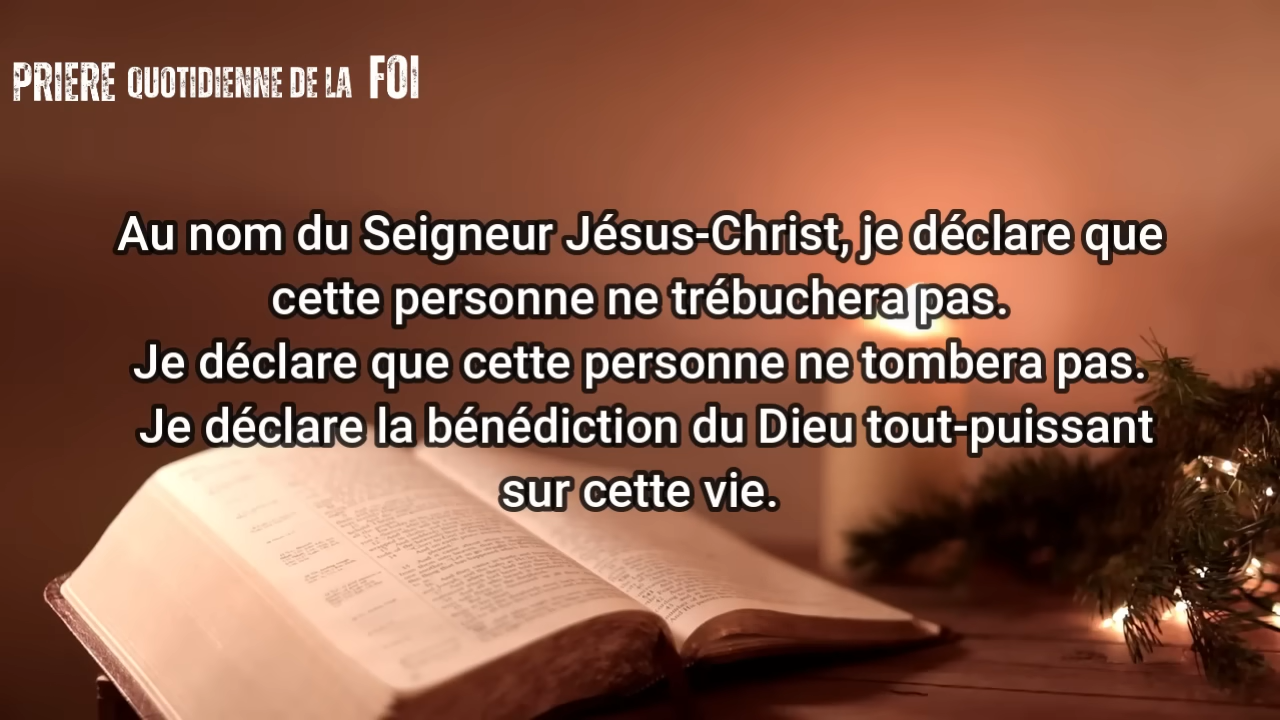 PRIERE QUOTIDIENNE DE LA FOI
Au nom du Seigneur Jésus-Christ, je déclare que
cette personne ne trébuchera pas.
Je déclare que cette personne ne tombera pas.
Je déclare la bénédiction du Dieu tout-puissant
sur cette vie.